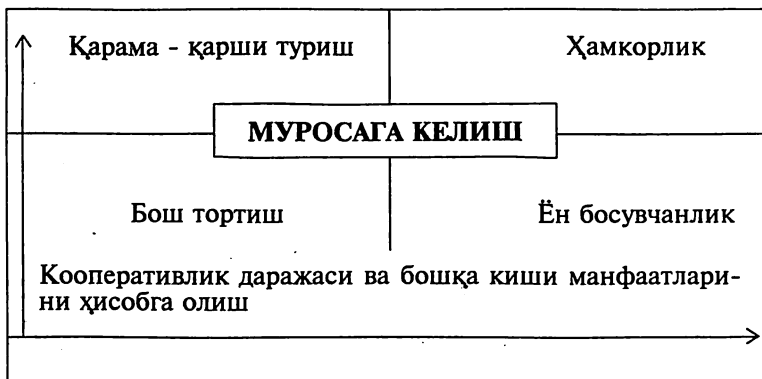 Қарама - қарши туриш
Ҳамкорлик
МУРОСАГА КЕЛИШ
Бош тортиш
Ён босувчанлик
Кооперативлик даражаси ва бошқа киши манфаатлари-
ни ҳисобга олиш